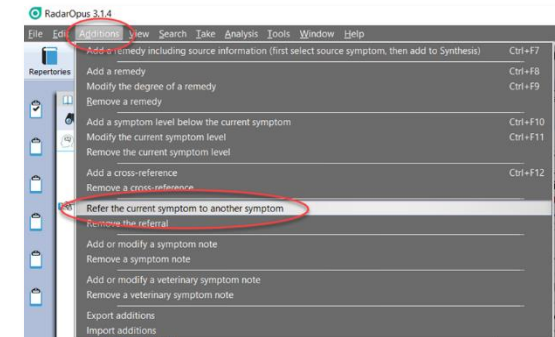 RadarOpus 3.1.4
File Edit Additions View Search Take Analysis Tools Window Help
Add a remedy including source information (first select source symptom, then add to Synthesis) Ctrl+F7
Repertories
Add a remedy Ctrl+F8
Modify the degree of a remedy Ctrl+F9
Remove a remedy
Add a symptom level below the current symptom Ctrl+F10
Modify the current symptom level Ctrl+F11
Remove the current symptom level
Add a cross-reference Ctrl+F12
Remove a cross-reference
Refer the current symptom to another symptom
Remove the referral
Add or modify a symptom note
Remove a symptom note
Add or modify a veterinary symptom note
Remove a veterinary symptom note
Export additions
Import additions